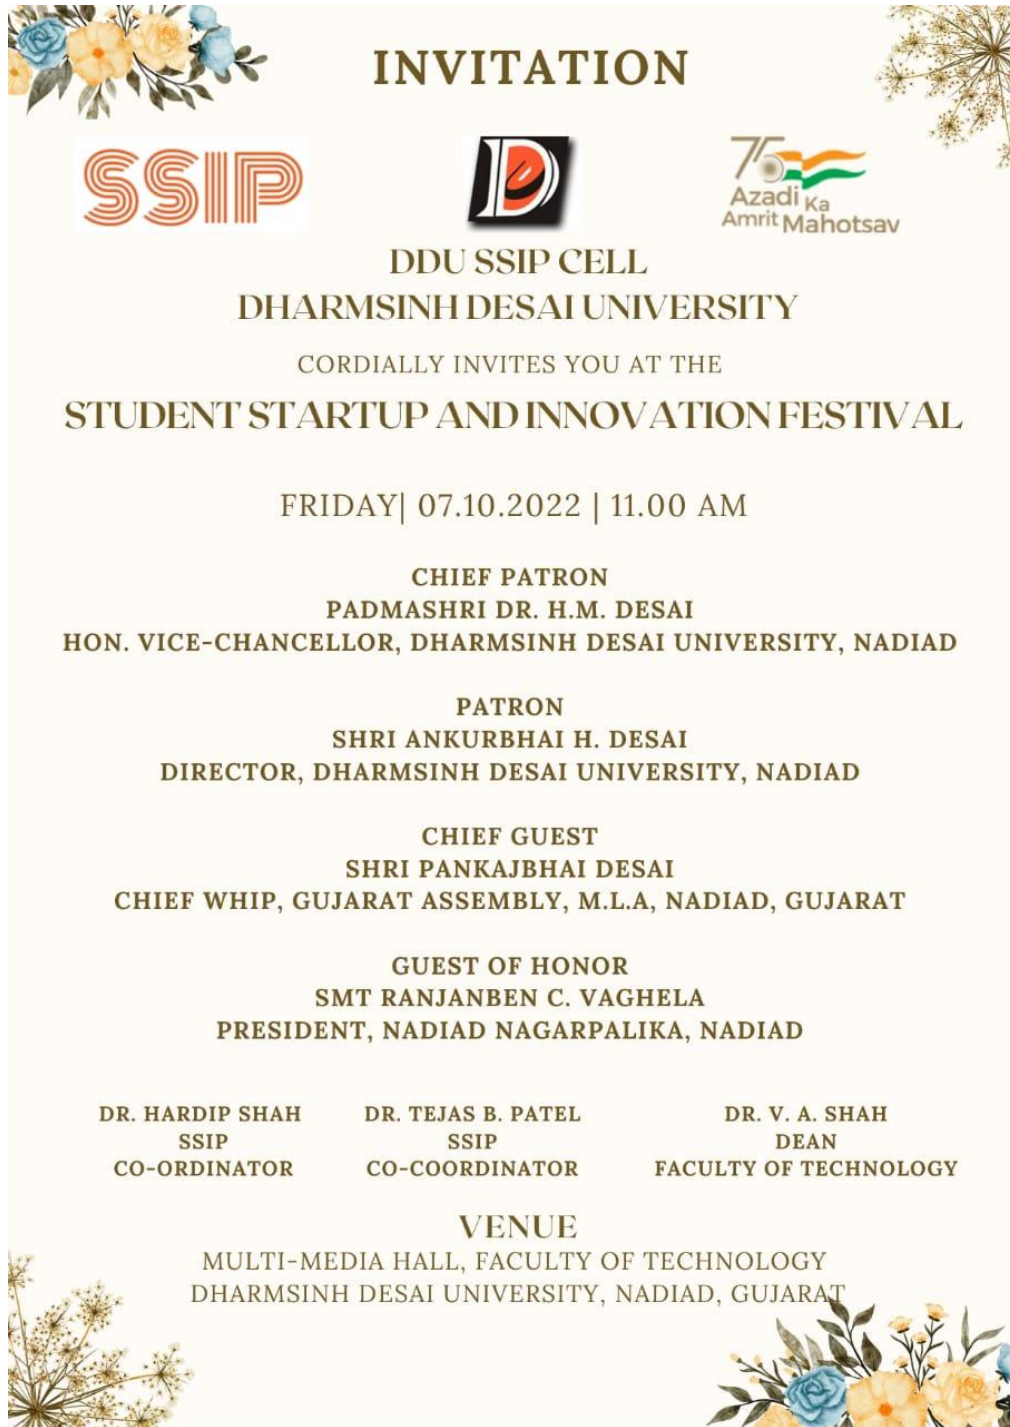 INVITATION
SSIP
75
Azadi Ka
Amrit Mahotsav
DDU SSIP CELL
DHARMSINH DESAI UNIVERSITY
CORDIALLY INVITES YOU AT THE
STUDENT STARTUP AND INNOVATION FESTIVAL
FRIDAY| 07.10.2022 | 11.00 AM
CHIEF PATRON
PADMASHRI DR. H.M. DESAI
HON. VICE-CHANCELLOR, DHARMSINH DESAI UNIVERSITY, NADIAD
PATRON
SHRI ANKURBHAI H. DESAI
DIRECTOR, DHARMSINH DESAI UNIVERSITY, NADIAD
CHIEF GUEST
SHRI PANKAJBHAI DESAI
CHIEF WHIP, GUJARAT ASSEMBLY, M.L.A, NADIAD, GUJARAT
GUEST OF HONOR
SMT RANJANBEN C. VAGHELA
PRESIDENT, NADIAD NAGARPALIKA, NADIAD
DR. HARDIP SHAH
SSIP
CO-ORDINATOR
DR. TEJAS B. PATEL
SSIP
CO-COORDINATOR
DR. V. A. SHAH
DEAN
FACULTY OF TECHNOLOGY
VENUE
MULTI-MEDIA HALL, FACULTY OF TECHNOLOGY
DHARMSINH DESAI UNIVERSITY, NADIAD, GUJARAT